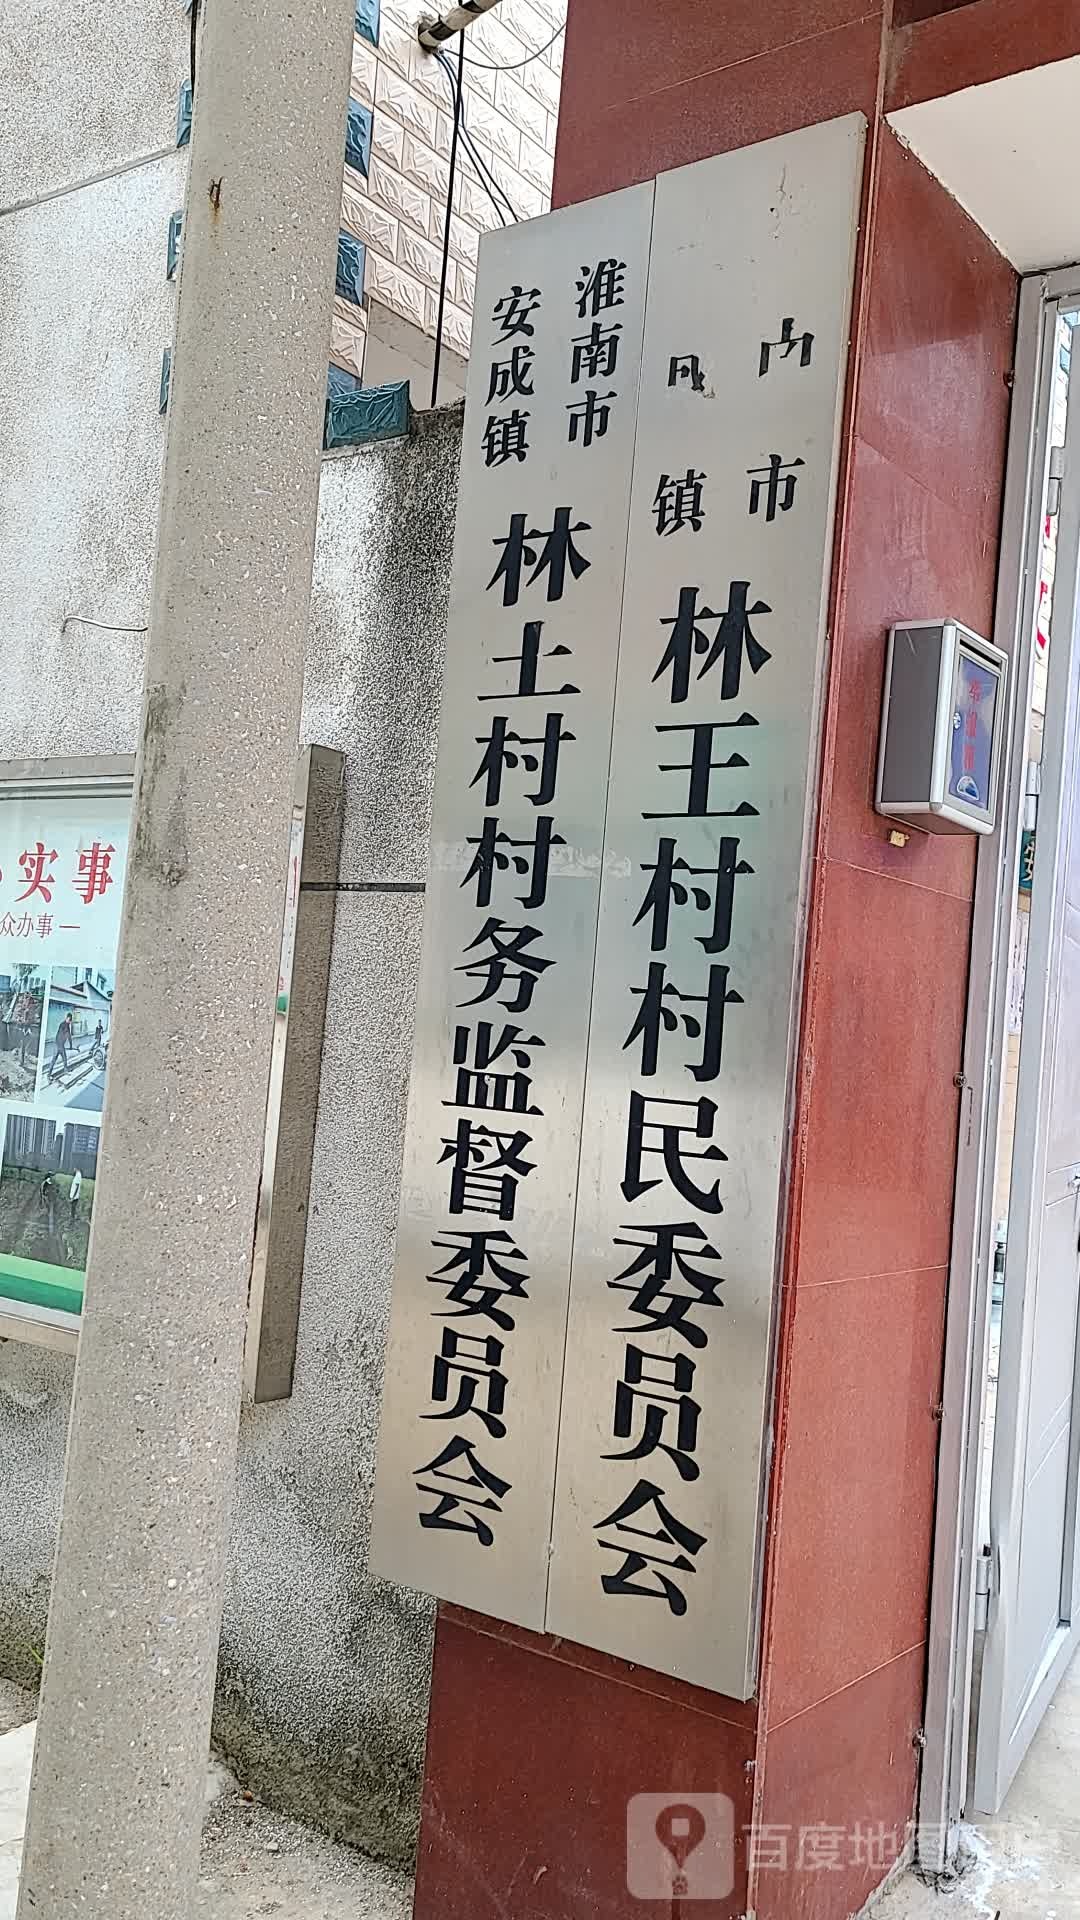 淮南市
安成镇
林土村村务监督委员会
市
镇
林王村村民委员会
实事
众办事一
百度地图